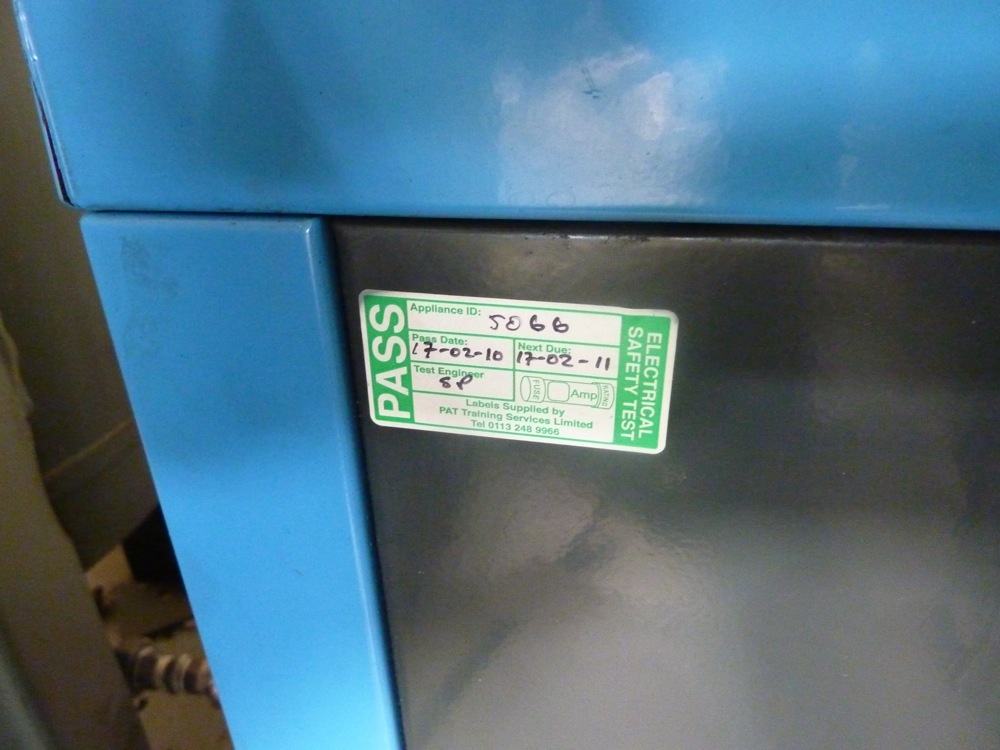 PASS
Appliance ID: 5066
Pass Date: Next Due:
17-02-10 17-02-11
Test Engineer
SP
FUSE Amp RATING
Labels Supplied by
PAT Training Services Limited
Tel 0113 248 9966
ELECTRICAL
SAFETY TEST